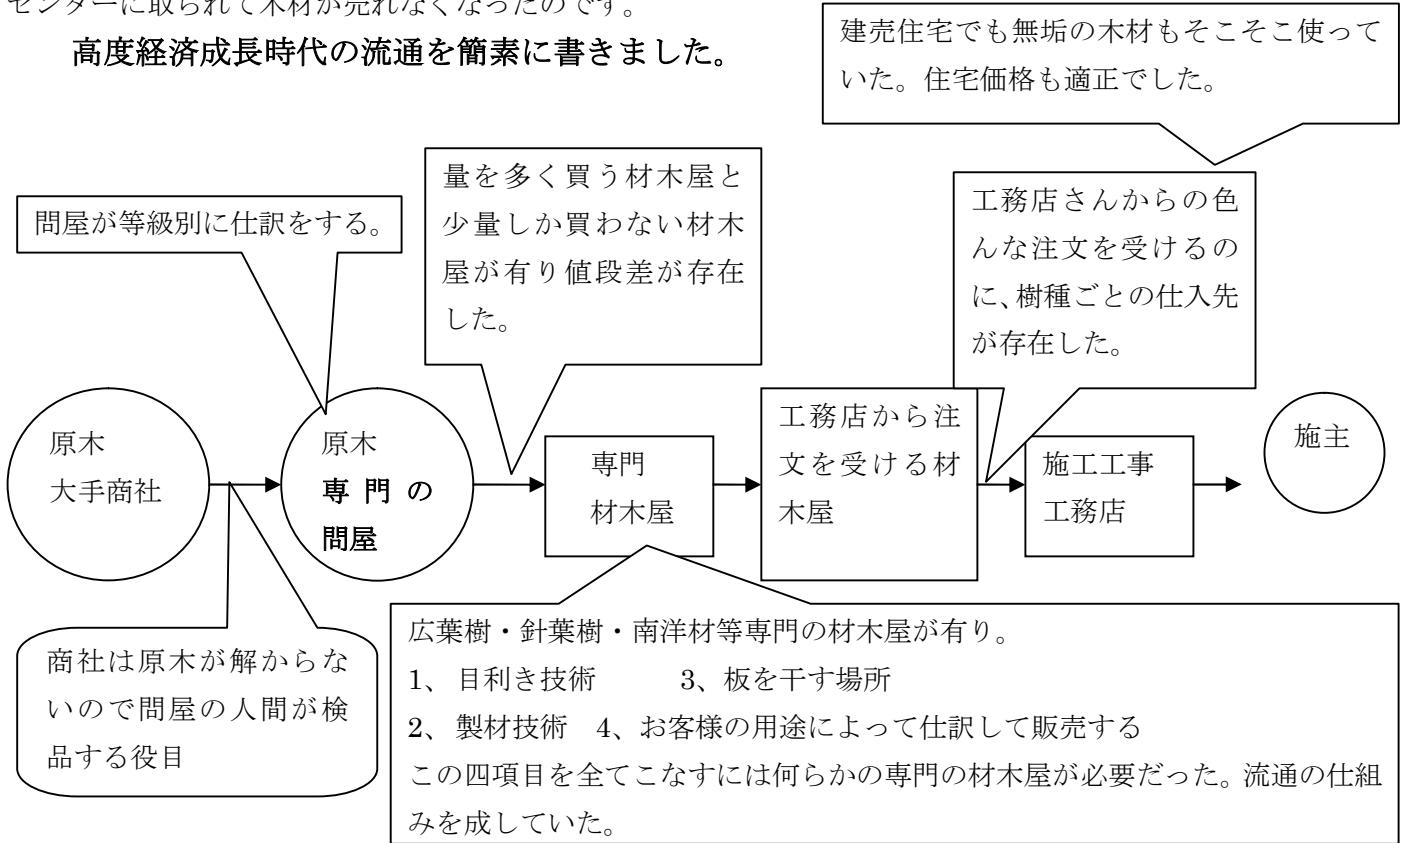 センターに取られて木材が売れなくなったのです。
高度経済成長時代の流通を簡素に書きました。
建売住宅でも無垢の木材もそこそこ使って
いた。住宅価格も適正でした。
量を多く買う材木屋と
少量しか買わない材木
屋が有り値段差が存在
した。
問屋が等級別に仕訳をする。
工務店さんからの色
んな注文を受けるの
に、樹種ごとの仕入先
が存在した。
原木
大手商社
原木
専門の
問屋
専門
材木屋
工務店から注
文を受ける材
木屋
施工工事
工務店
施主
商社は原木が解からな
いので問屋の人間が検
品する役目
広葉樹・針葉樹・南洋材等専門の材木屋が有り。
1、 目利き技術 3、板を干す場所
2、 製材技術 4、お客様の用途によって仕訳して販売する
この四項目を全てこなすには何らかの専門の材木屋が必要だった。流通の仕組
みを成していた。